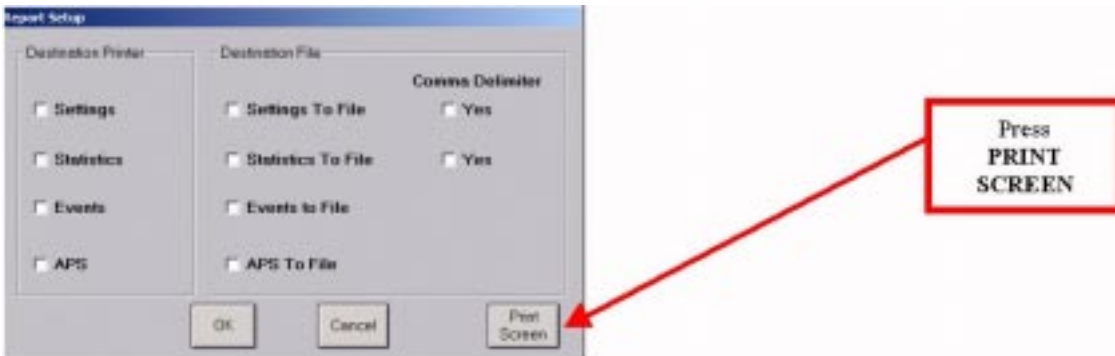 Report Setup
Destination Printer
Destination File
Comma Delimiter
Settings
Settings To File
Yes
Statistics
Statistics To File
Yes
Events
Events to File
APS
APS To File
OK
Cancel
Print
Screen
Press
PRINT
SCREEN